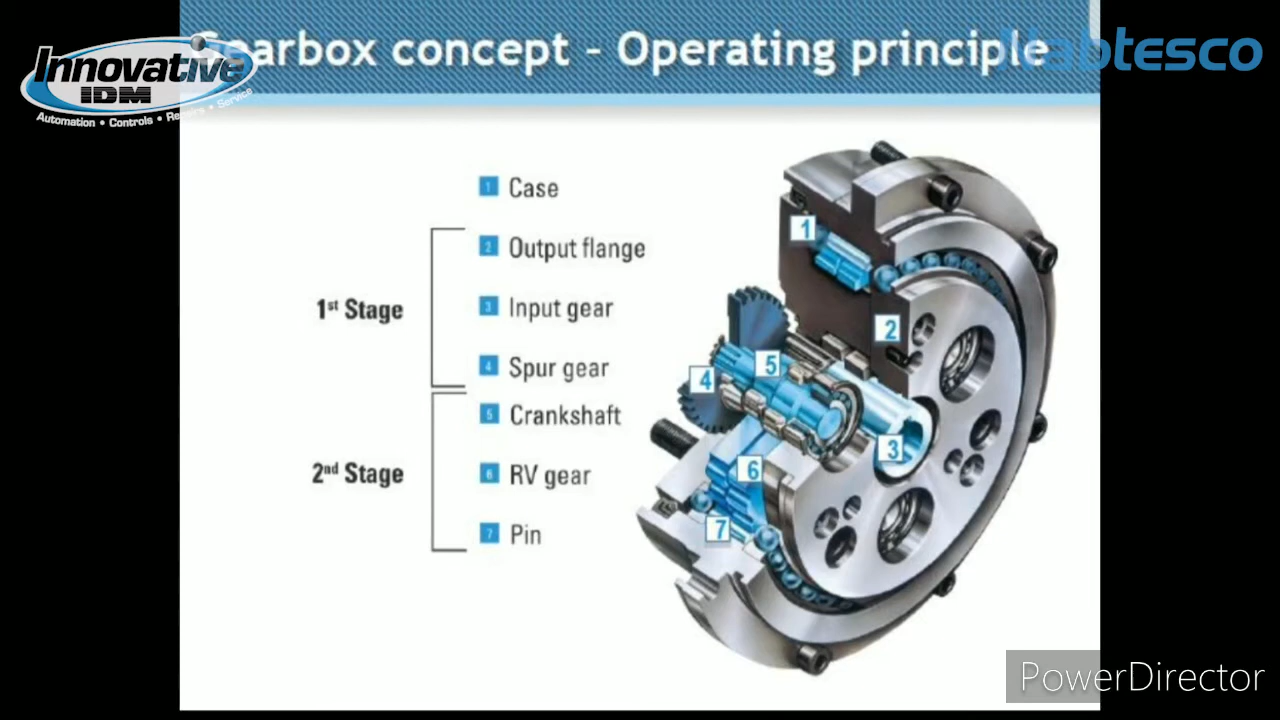 Gearbox concept - Operating principle
Nabtesco
Innovative
IDM
Automation • Controls • Repairs • Service
1 Case
2 Output flange
1st Stage
3 Input gear
4 Spur gear
5 Crankshaft
2nd Stage
6 RV gear
7 Pin
1
2
5
4
3
6
7
PowerDirector